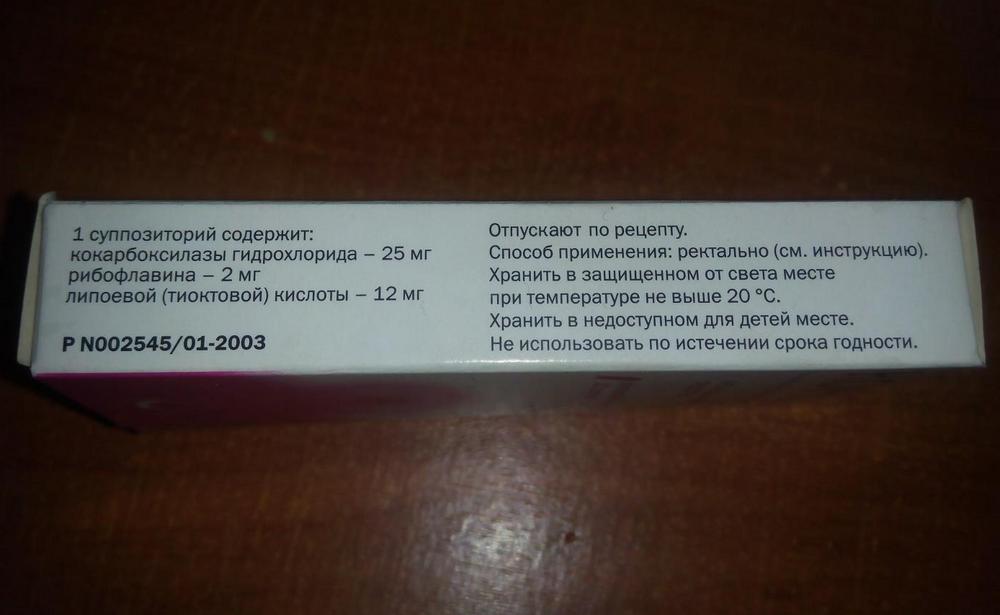 1 суппозиторий содержит:
кокарбоксилазы гидрохлорида – 25 мг
рибофлавина – 2 мг
липоевой (тиоктовой) кислоты – 12 мг
Р N002545/01-2003
Отпускают по рецепту.
Способ применения: ректально (см. инструкцию).
Хранить в защищенном от света месте
при температуре не выше 20 °С.
Хранить в недоступном для детей месте.
Не использовать по истечении срока годности.